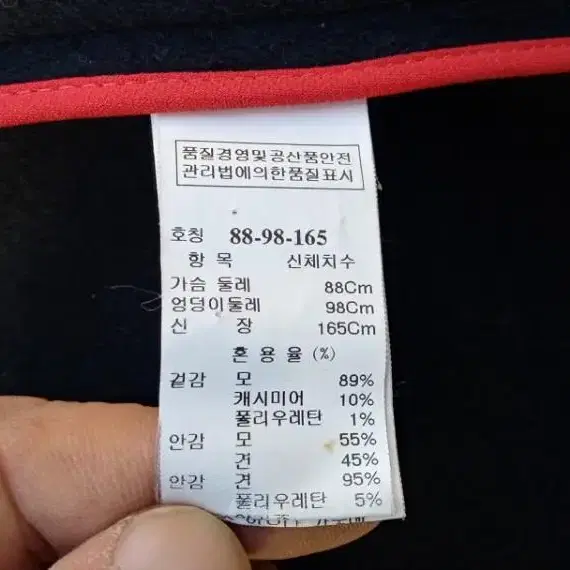 품질경영및공산품안전
관리법에의한품질표시
호칭 88-98-165
항 목 신체치수
가슴 둘레 88Cm
엉덩이둘레 98Cm
신 장 165Cm
혼 용 율 (%)
겉감 모 89%
캐시미어 10%
폴리우레탄 1%
안감 모 55%
견 45%
안감 견 95%
폴리우레탄 5%